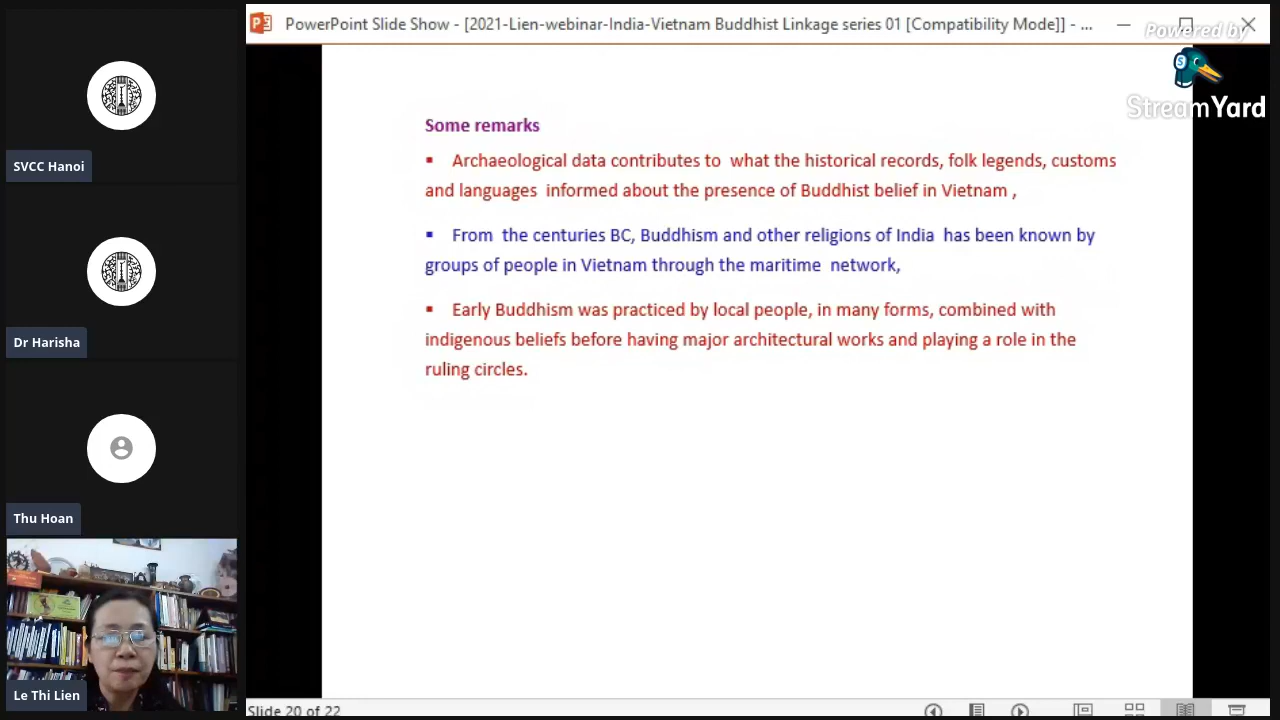 PowerPoint Slide Show - [2021-Lien-webinar-India-Vietnam Buddhist Linkage series 01 [Compatibility Mode]] - ...
Powered by
StreamYard
SVCC Hanoi
Dr Harisha
Thu Hoan
Le Thi Lien
Some remarks
▪ Archaeological data contributes to what the historical records, folk legends, customs
and languages informed about the presence of Buddhist belief in Vietnam ,
▪ From the centuries BC, Buddhism and other religions of India has been known by
groups of people in Vietnam through the maritime network,
▪ Early Buddhism was practiced by local people, in many forms, combined with
indigenous beliefs before having major architectural works and playing a role in the
ruling circles.
Slide 20 of 22